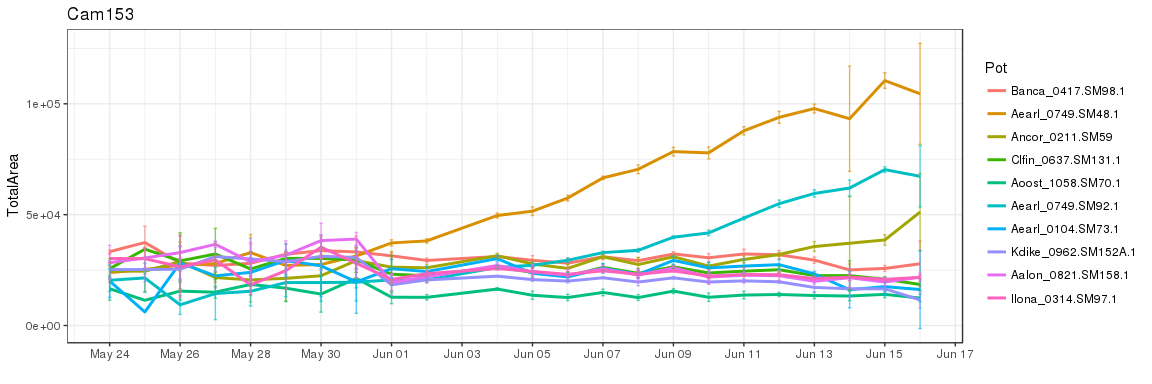 Cam153
TotalArea
1e+05
5e+04
0e+00
May 24 May 26 May 28 May 30 Jun 01 Jun 03 Jun 05 Jun 07 Jun 09 Jun 11 Jun 13 Jun 15 Jun 17
Pot
Banca_0417.SM98.1
Aearl_0749.SM48.1
Ancor_0211.SM59
Clfin_0637.SM131.1
Aoost_1058.SM70.1
Aearl_0749.SM92.1
Aearl_0104.SM73.1
Kdike_0962.SM152A.1
Aalon_0821.SM158.1
Ilona_0314.SM97.1